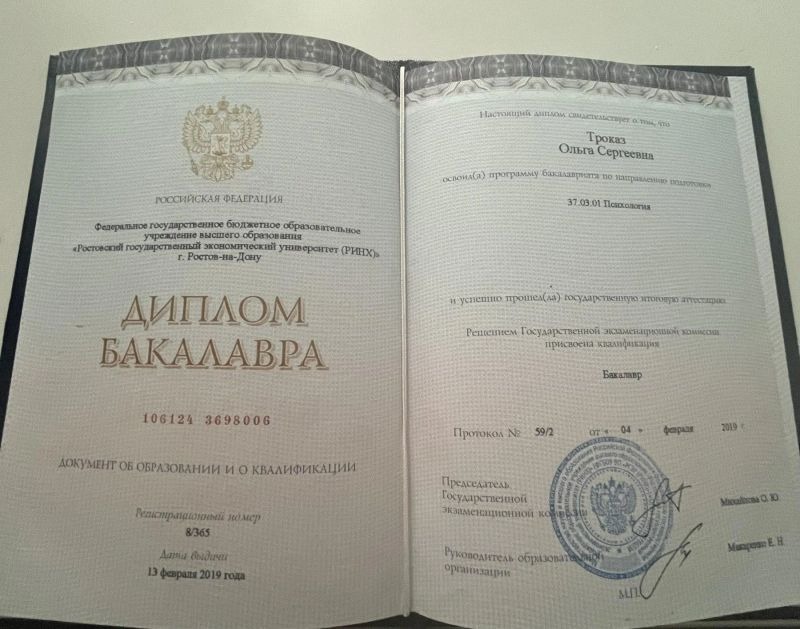 РОССИЙСКАЯ ФЕДЕРАЦИЯ
Федеральное государственное бюджетное образовательное
учреждение высшего образования
«Ростовский государственный экономический университет (РИНХ)»
г. Ростов-на-Дону
ДИПЛОМ
БАКАЛАВРА
106124 3698006
ДОКУМЕНТ ОБ ОБРАЗОВАНИИ И О КВАЛИФИКАЦИИ
Регистрационный номер
8/365
Дата выдачи
13 февраля 2019 года
Настоящий диплом свидетельствует о том, что
Троказ
Ольга Сергеевна
освоил(а) программу бакалавриата по направлению подготовки
37.03.01 Психология
и успешно прошел(ла) государственную итоговую аттестацию
Решением Государственной экзаменационной комиссии
присвоена квалификация
Бакалавр
Протокол № 59/2 от « 04 » февраля 2019 г.
Председатель
Государственной
экзаменационной комиссии
Михайлова О. Ю.
Руководитель образовательной
организации
Макаренко Е. Н.
М.П.